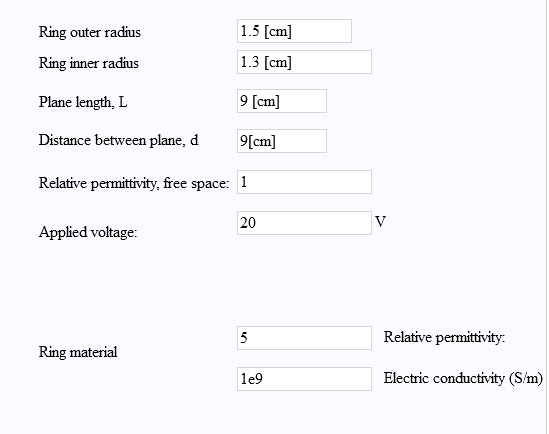 Ring outer radius 1.5 [cm]
Ring inner radius 1.3 [cm]
Plane length, L 9 [cm]
Distance between plane, d 9[cm]
Relative permittivity, free space: 1
Applied voltage: 20 V
5 Relative permittivity:
Ring material
1e9 Electric conductivity (S/m)